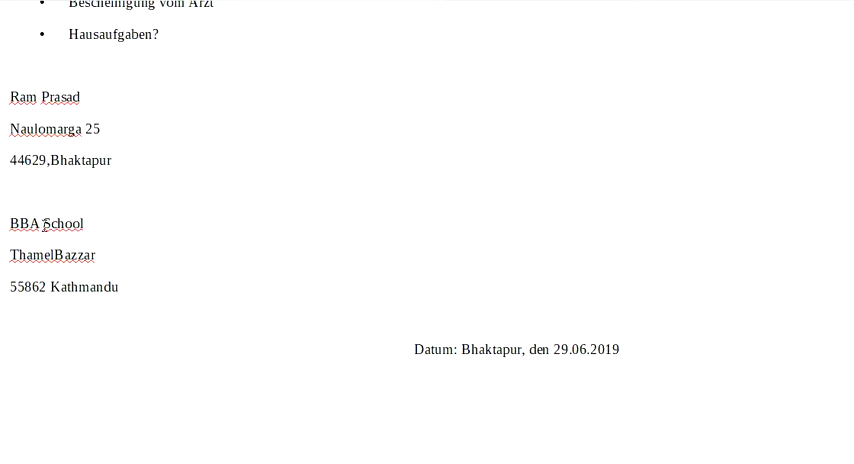 • Bescheinigung vom Arzt
• Hausaufgaben?
Ram Prasad
Naulomarga 25
44629,Bhaktapur
BBA School
ThamelBazzar
55862 Kathmandu
Datum: Bhaktapur, den 29.06.2019